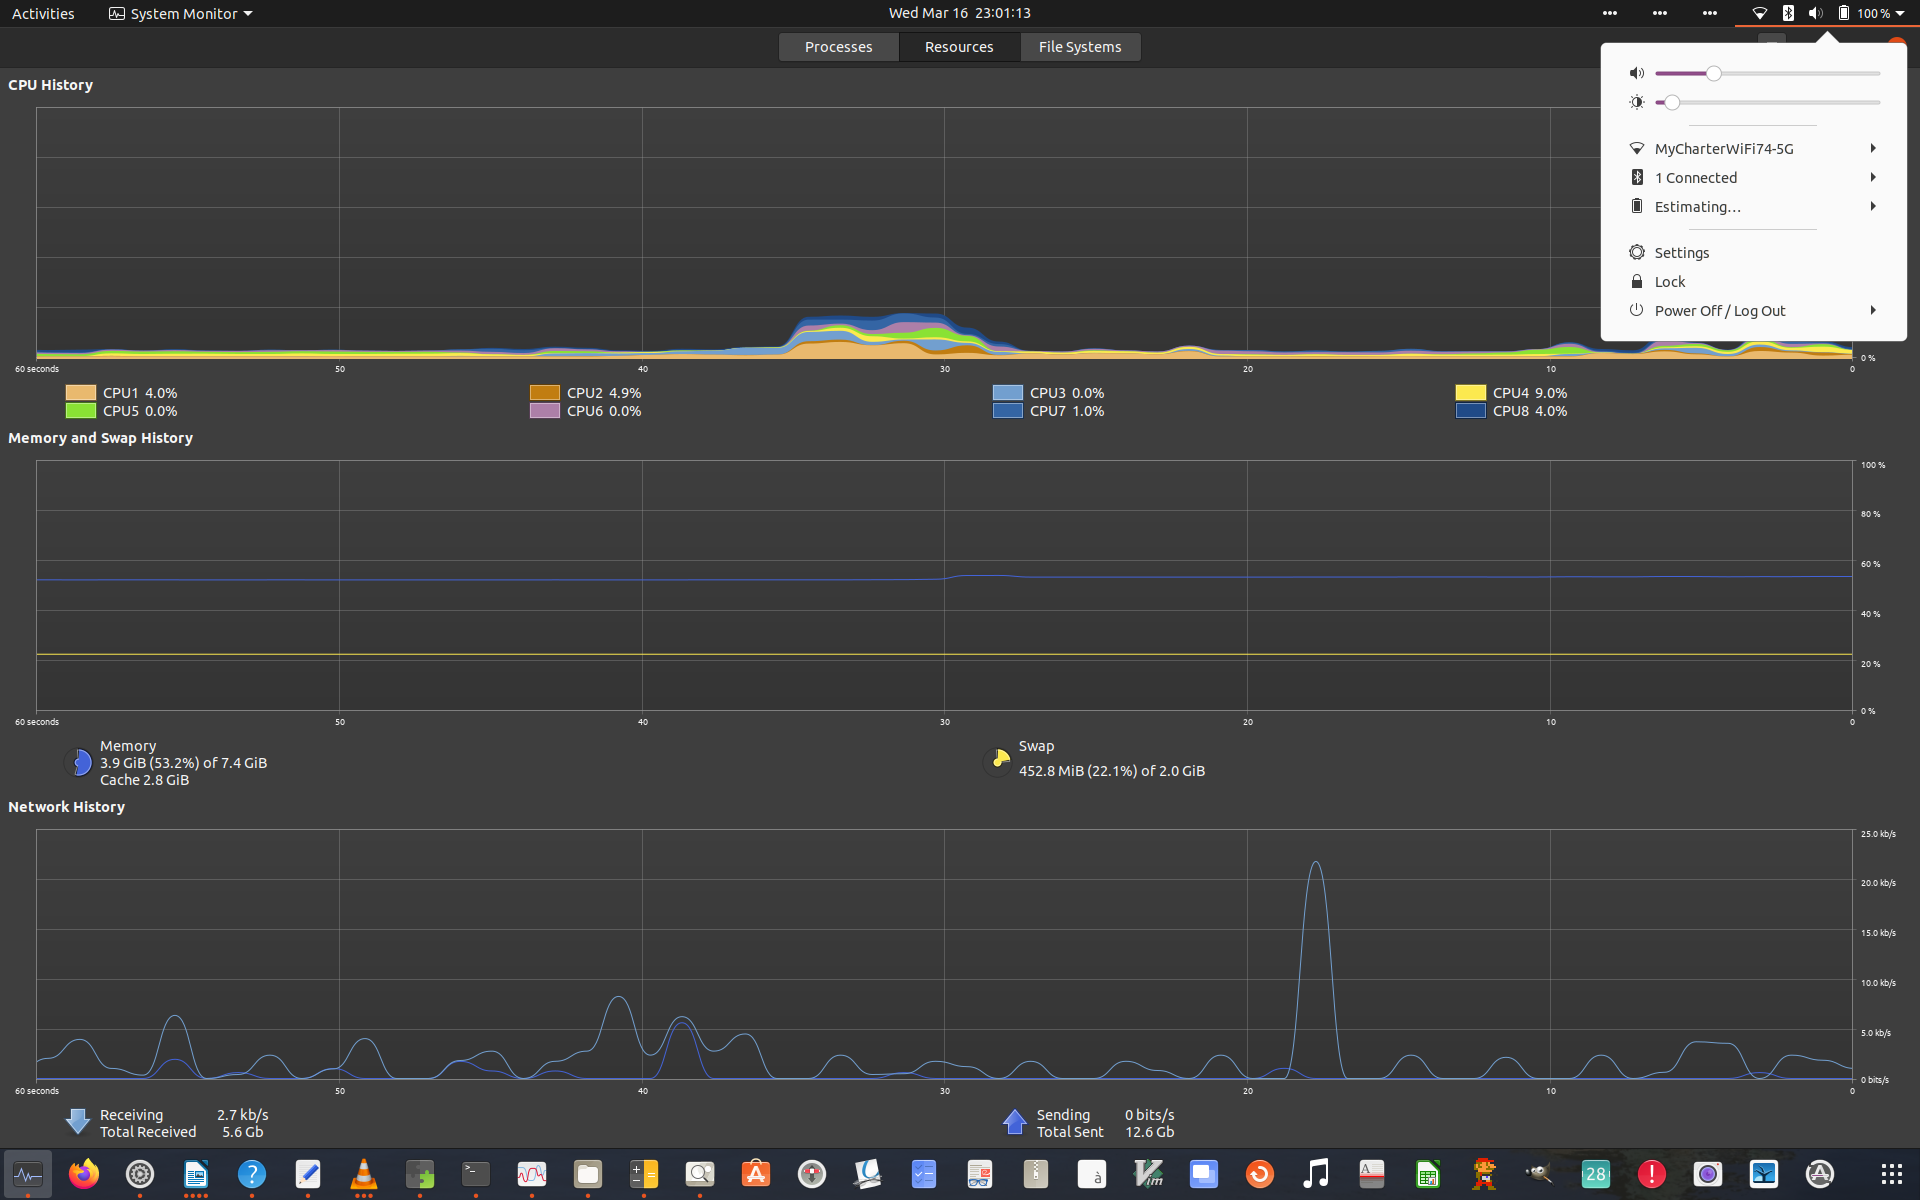 Activities System Monitor Wed Mar 16 23:01:13 100 %
Processes Resources File Systems
CPU History
MyCharterWiFi74-5G
1 Connected
Estimating…
Settings
Lock
Power Off / Log Out
0 %
60 seconds 50 40 30 20 10 0
CPU1 4.0% CPU2 4.9% CPU3 0.0% CPU4 9.0%
CPU5 0.0% CPU6 0.0% CPU7 1.0% CPU8 4.0%
Memory and Swap History
100 %
80 %
60 %
40 %
20 %
0 %
60 seconds 50 40 30 20 10 0
Memory
3.9 GiB (53.2%) of 7.4 GiB
Cache 2.8 GiB
Swap
452.8 MiB (22.1%) of 2.0 GiB
Network History
25.0 kb/s
20.0 kb/s
15.0 kb/s
10.0 kb/s
5.0 kb/s
0 bits/s
60 seconds 50 40 30 20 10 0
Receiving 2.7 kb/s
Total Received 5.6 Gb
Sending 0 bits/s
Total Sent 12.6 Gb
? >_ à Vim A 28 !